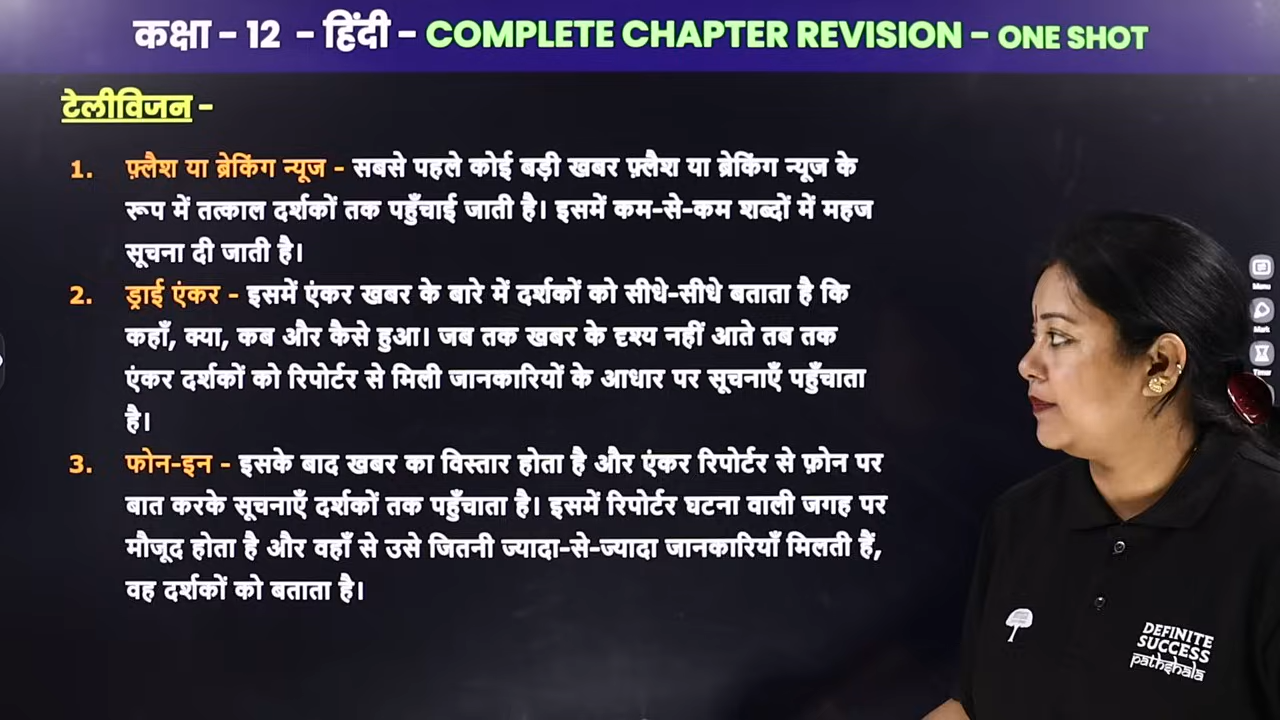 कक्षा - 12 - हिंदी - COMPLETE CHAPTER REVISION - ONE SHOT
टेलीविजन -
1. फ़्लैश या ब्रेकिंग न्यूज - सबसे पहले कोई बड़ी खबर फ़्लैश या ब्रेकिंग न्यूज के
रूप में तत्काल दर्शकों तक पहुँचाई जाती है। इसमें कम-से-कम शब्दों में महज
सूचना दी जाती है।
2. ड्राई एंकर - इसमें एंकर खबर के बारे में दर्शकों को सीधे-सीधे बताता है कि
कहाँ, क्या, कब और कैसे हुआ। जब तक खबर के दृश्य नहीं आते तब तक
एंकर दर्शकों को रिपोर्टर से मिली जानकारियों के आधार पर सूचनाएँ पहुँचाता
है।
3. फोन-इन - इसके बाद खबर का विस्तार होता है और एंकर रिपोर्टर से फ़ोन पर
बात करके सूचनाएँ दर्शकों तक पहुँचाता है। इसमें रिपोर्टर घटना वाली जगह पर
मौजूद होता है और वहाँ से उसे जितनी ज्यादा-से-ज्यादा जानकारियाँ मिलती हैं,
वह दर्शकों को बताता है।
Menu
Mark
Timer
DEFINITE
SUCCESS
pathshala